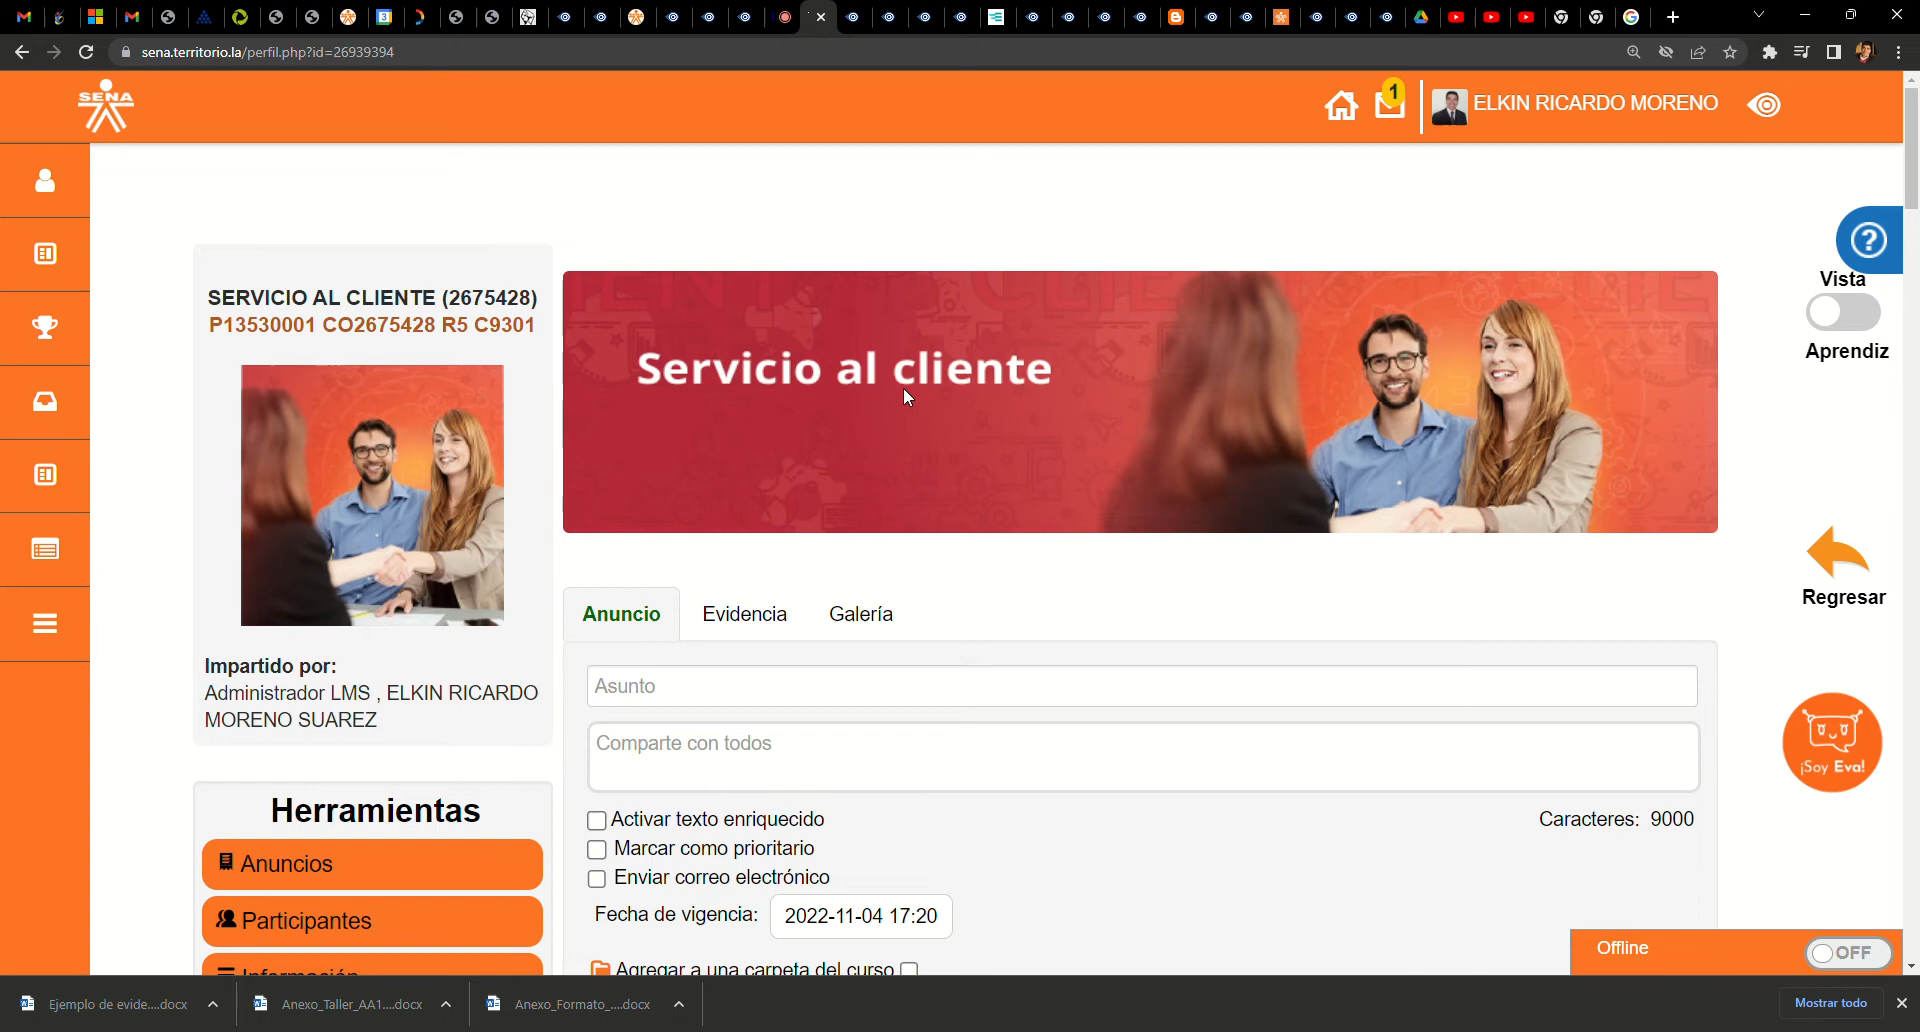 sena.territorio.la/perfil.php?id=26939394
SENA
1
ELKIN RICARDO MORENO
SERVICIO AL CLIENTE (2675428)
P13530001 CO2675428 R5 C9301
Servicio al cliente
Vista
Aprendiz
Impartido por:
Administrador LMS , ELKIN RICARDO
MORENO SUAREZ
Regresar
Anuncio Evidencia Galería
Asunto
Comparte con todos
Activar texto enriquecido
Caracteres: 9000
Marcar como prioritario
Enviar correo electrónico
Fecha de vigencia: 2022-11-04 17:20
Agregar a una carpeta del curso
Herramientas
Anuncios
Participantes
Información
¡Soy Eva!
Offline
OFF
Ejemplo de evide....docx
Anexo_Taller_AA1....docx
Anexo_Formato_....docx
Mostrar todo